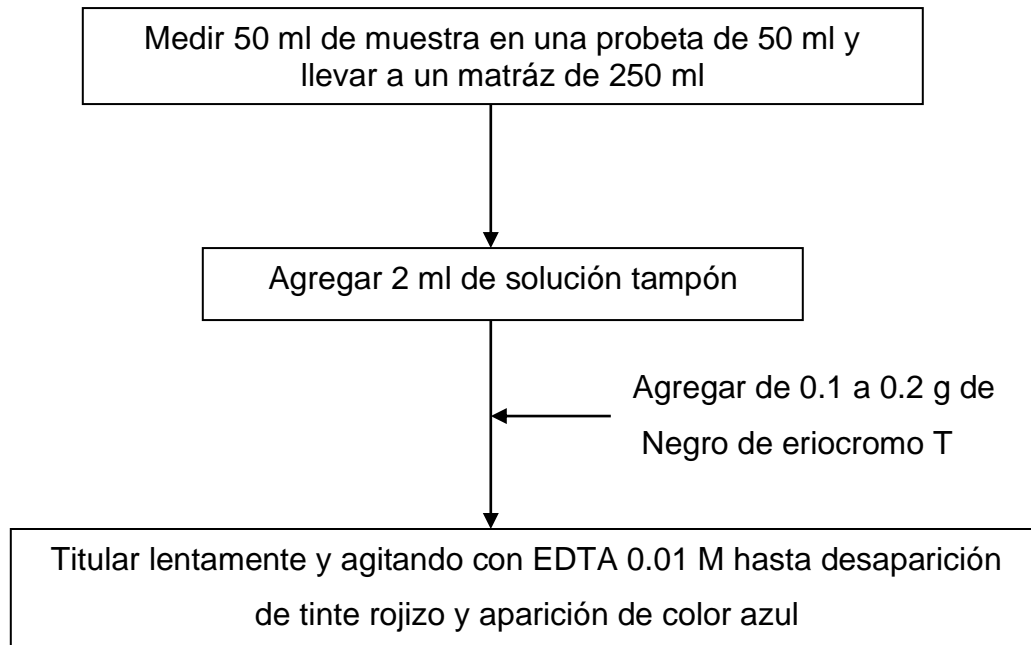 Medir 50 ml de muestra en una probeta de 50 ml y
llevar a un matráz de 250 ml
Agregar 2 ml de solución tampón
Agregar de 0.1 a 0.2 g de
Negro de eriocromo T
Titular lentamente y agitando con EDTA 0.01 M hasta desaparición
de tinte rojizo y aparición de color azul